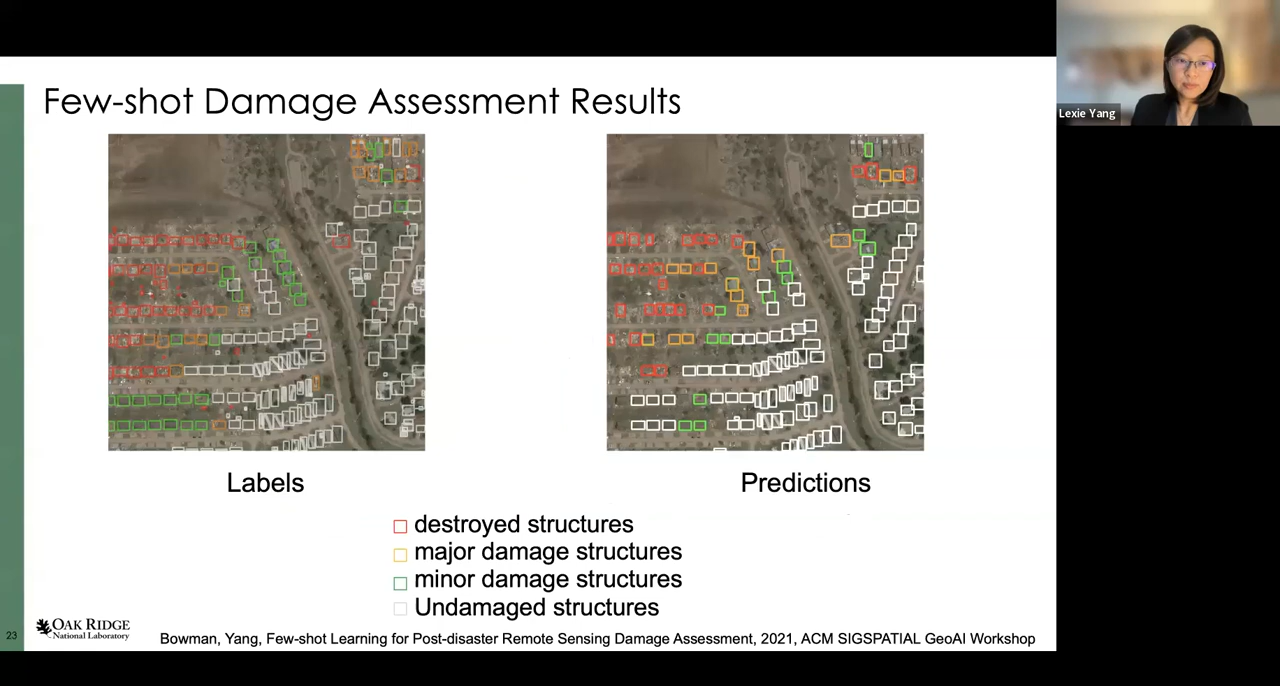 Few-shot Damage Assessment Results
Lexie Yang
Labels
Predictions
destroyed structures
major damage structures
minor damage structures
Undamaged structures
23
OAK RIDGE
National Laboratory
Bowman, Yang, Few-shot Learning for Post-disaster Remote Sensing Damage Assessment, 2021, ACM SIGSPATIAL GeoAI Workshop